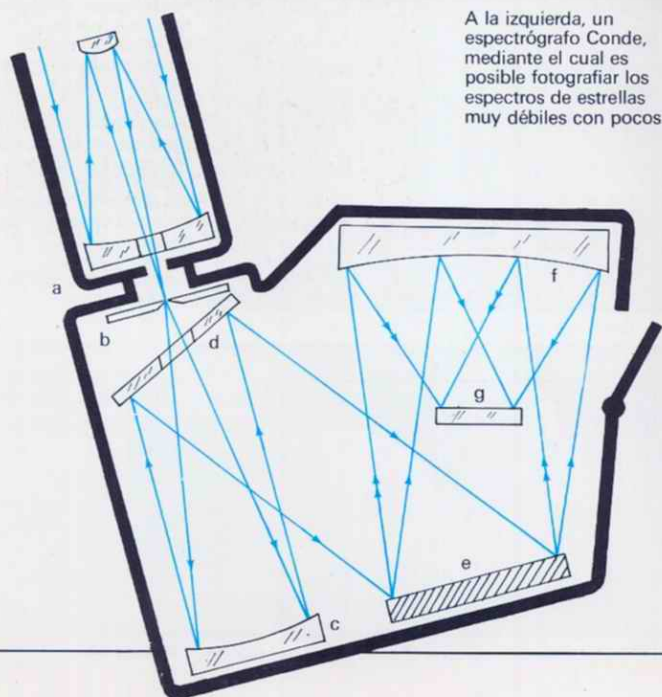 A la izquierda, un
espectrógrafo Conde,
mediante el cual es
posible fotografiar los
espectros de estrellas
muy débiles con pocos
a
b
d
f
g
e
c